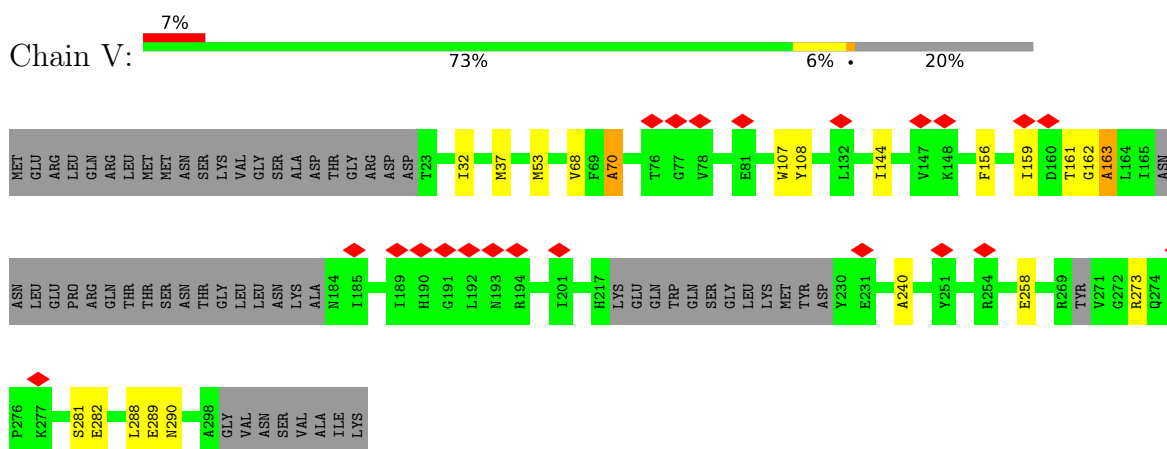 7%
Chain V:
73% 6% • 20%
MET GLU ARG LEU GLN ARG LEU MET MET ASN SER LYS VAL GLY SER ALA ASP THR GLY ARG ASP ASP T23 I32 M37 M53 V68 F69 A70 T76 G77 V78 E81 W107 Y108 L132 I144 V147 K148 F156 I159 D160 T161 G162 A163 L164 I165 ASN
ASN LEU GLU PRO ARG GLN THR THR SER ASN THR GLY LEU LEU ASN LYS ALA N184 I185 I189 H190 G191 L192 N193 R194 I201 H217 LYS GLU GLN TRP GLN SER GLY LEU LYS MET TYR ASP Y230 E231 A240 Y251 R254 E258 R269 TYR V271 G272 R273 Q274
P276 K277 S281 E282 L288 E289 N290 A298 GLY VAL ASN SER VAL ALA ILE LYS